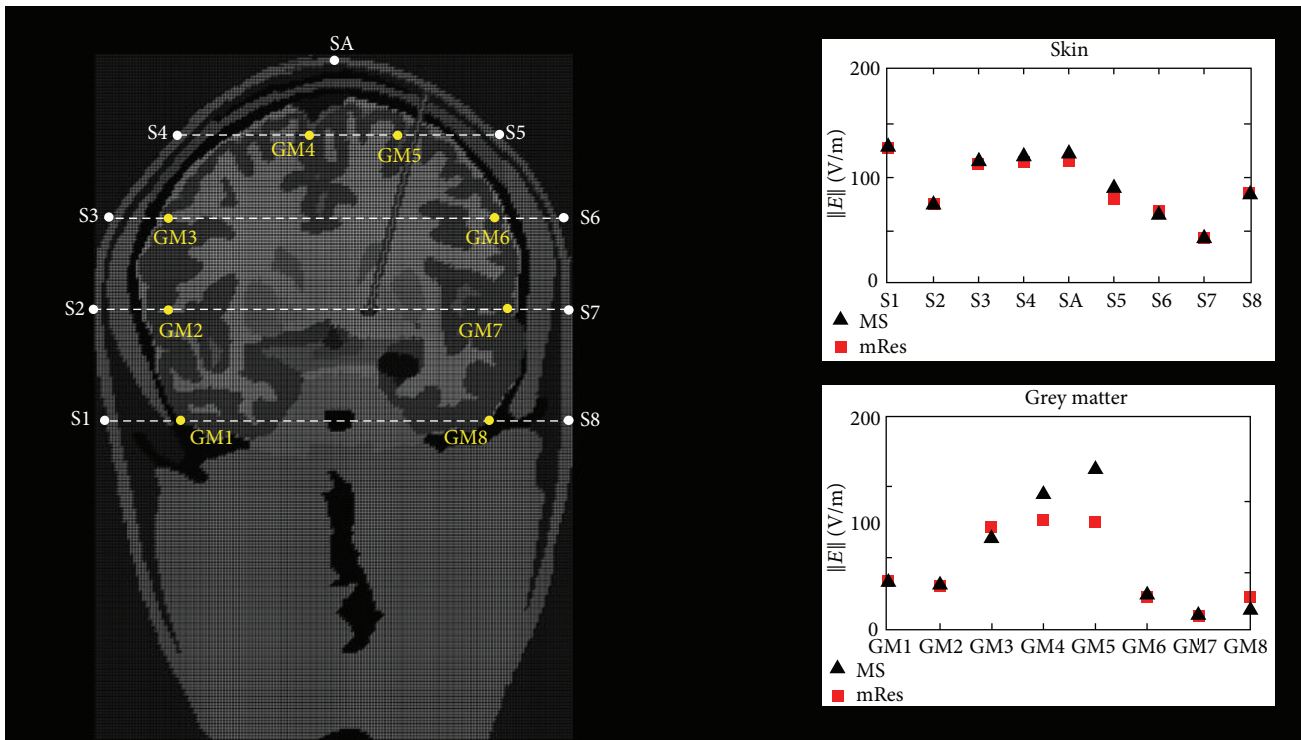 SA
S4
S5
GM4
GM5
S3
S6
GM3
GM6
S2
S7
GM2
GM7
S1
S8
GM1
GM8
Skin
200
100
0
||E|| (V/m)
S1 S2 S3 S4 SA S5 S6 S7 S8
MS
mRes
Grey matter
200
100
0
||E|| (V/m)
GM1 GM2 GM3 GM4 GM5 GM6 GM7 GM8
MS
mRes